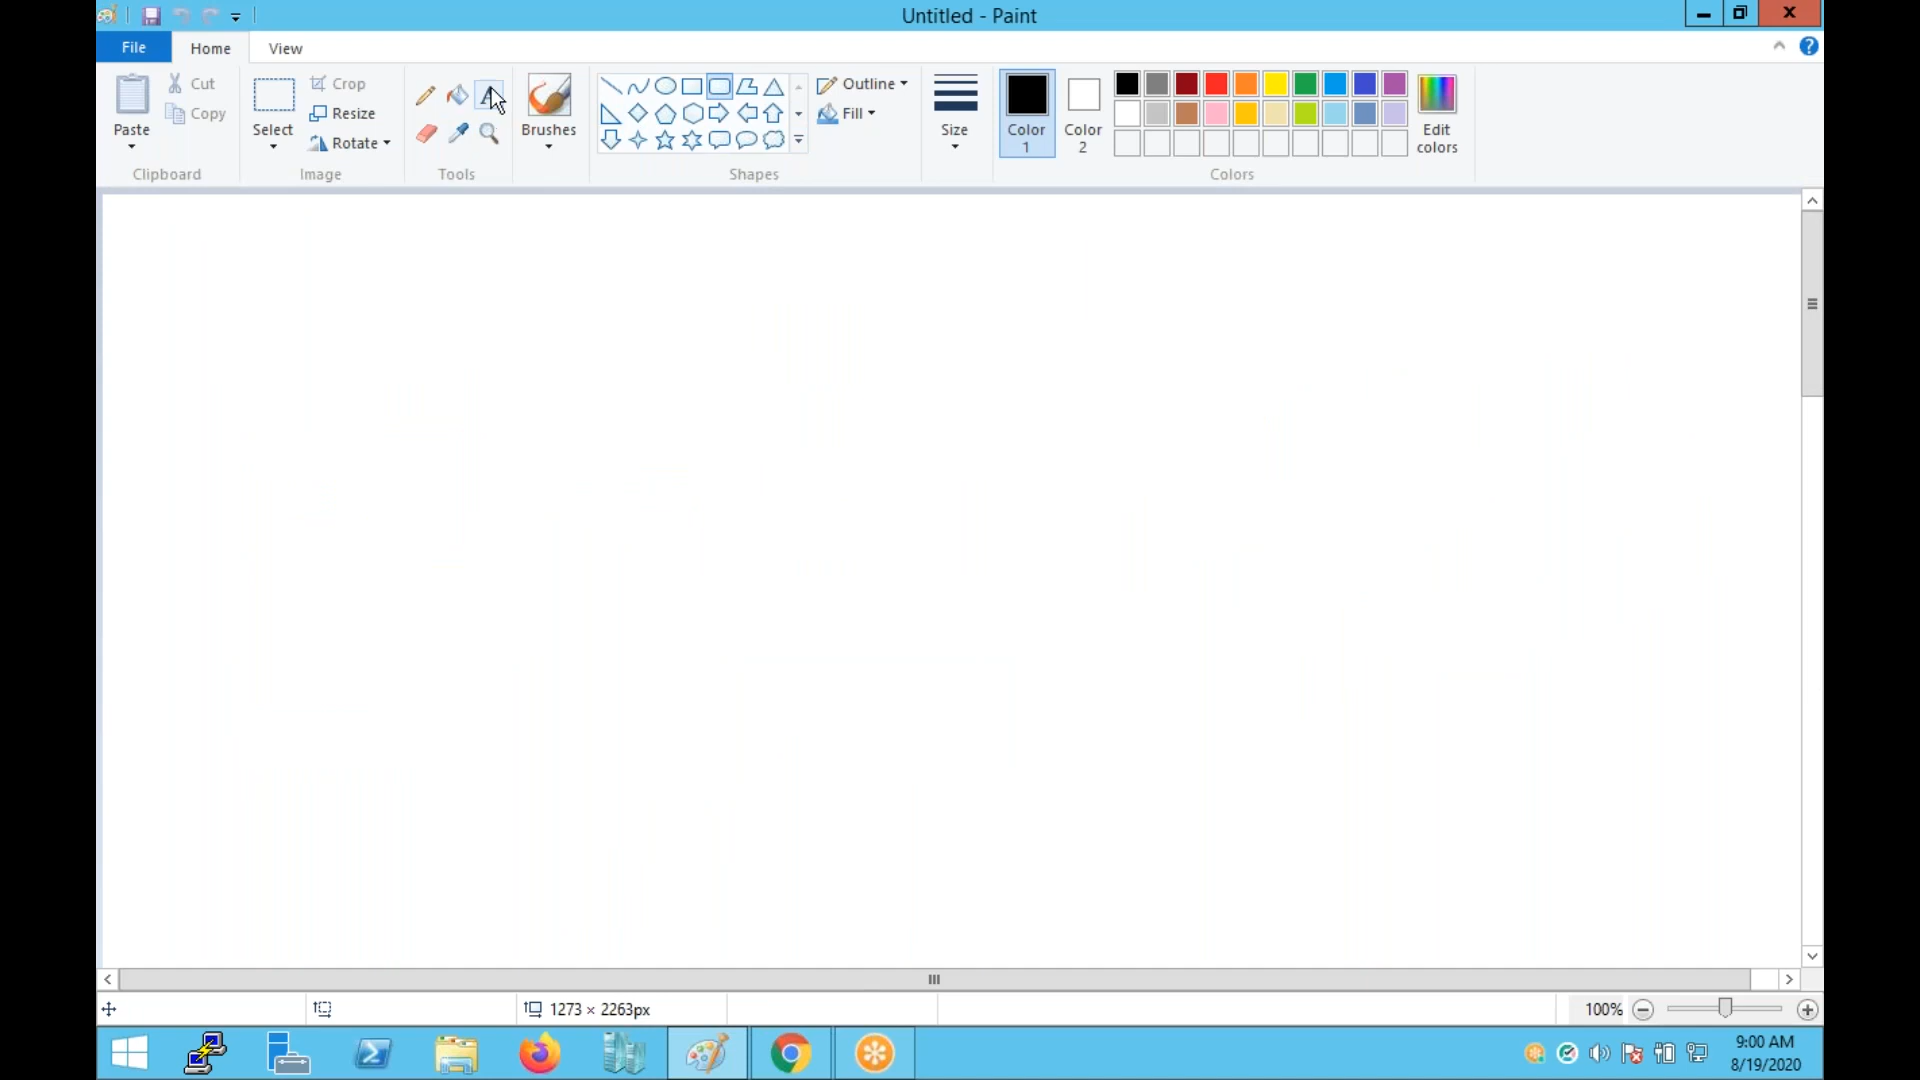 Untitled - Paint
File
Home
View
Paste
Cut
Copy
Clipboard
Select
Crop
Resize
Rotate
Image
A
Tools
Brushes
Outline
Fill
Shapes
Size
Color
1
Color
2
Edit
colors
Colors
1273 × 2263px
100%
9:00 AM
8/19/2020